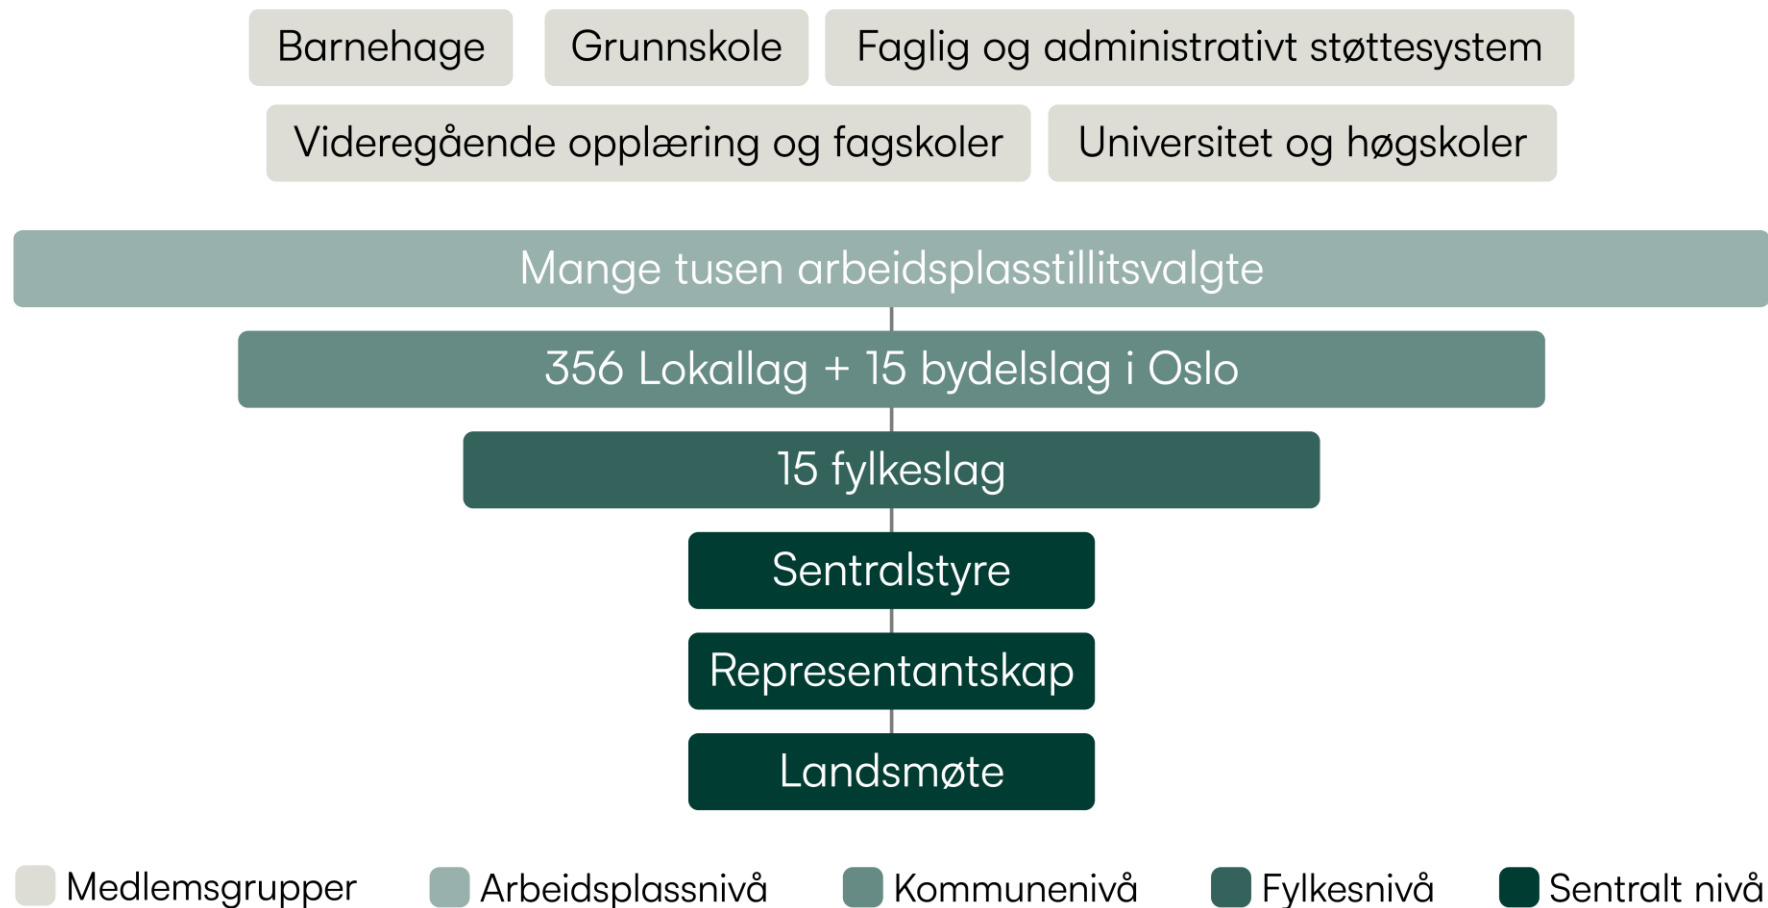 Barnehage Grunnskole Faglig og administrativt støttesystem
Videregående opplæring og fagskoler Universitet og høgskoler
Mange tusen arbeidsplasstillitsvalgte
356 Lokallag + 15 bydelslag i Oslo
15 fylkeslag
Sentralstyre
Representantskap
Landsmøte
Medlemsgrupper Arbeidsplassnivå Kommunenivå Fylkesnivå Sentralt nivå